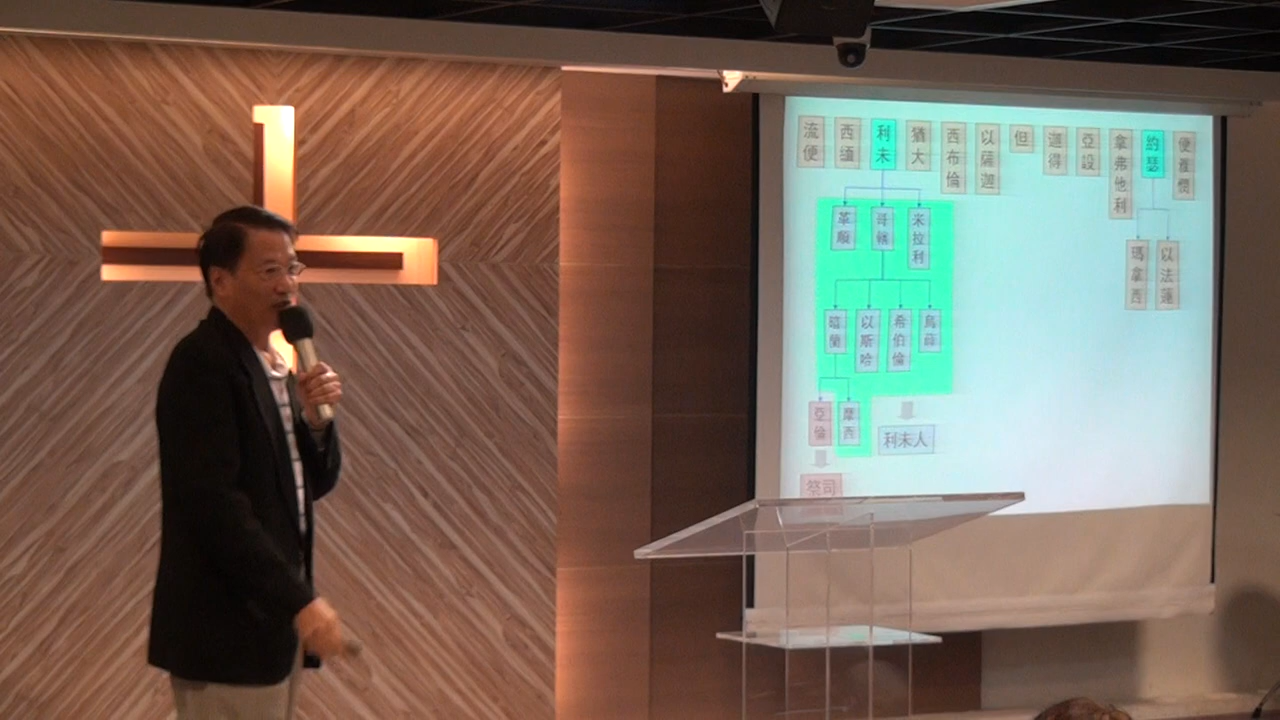 流便
西缅
利未
猶大
西布倫
以薩迦
但
迦得
亞設
拿弗他利
約瑟
便雅憫
革順
哥轄
米拉利
瑪拿西
以法蓮
暗蘭
以斯哈
希伯倫
烏薛
亞倫
摩西
利未人
祭司